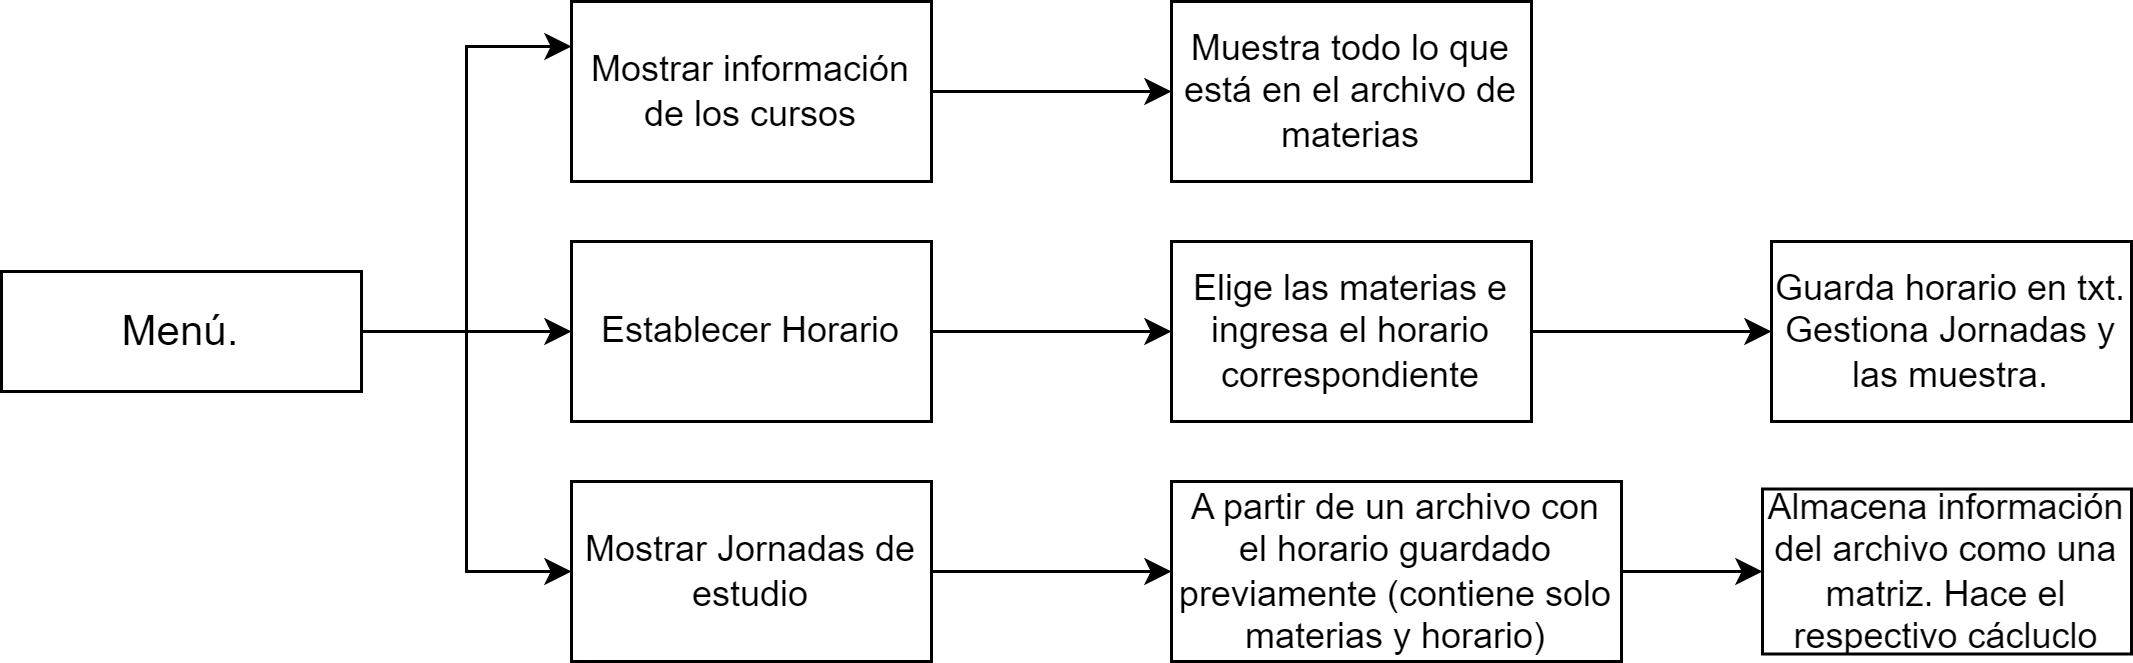 Menú.
Mostrar información
de los cursos
Muestra todo lo que
está en el archivo de
materias
Establecer Horario
Elige las materias e
ingresa el horario
correspondiente
Guarda horario en txt.
Gestiona Jornadas y
las muestra.
Mostrar Jornadas de
estudio
A partir de un archivo con
el horario guardado
previamente (contiene solo
materias y horario)
Almacena información
del archivo como una
matriz. Hace el
respectivo cácluclo